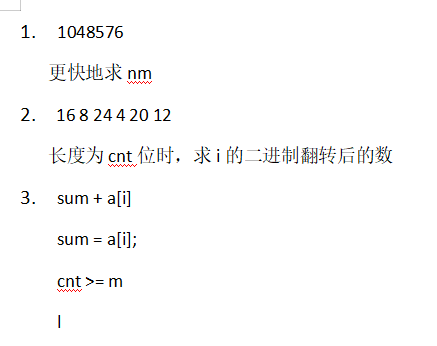 1. 1048576
更快地求 nm
2. 16 8 24 4 20 12
长度为 cnt 位时，求 i 的二进制翻转后的数
3. sum + a[i]
sum = a[i];
cnt >= m
l